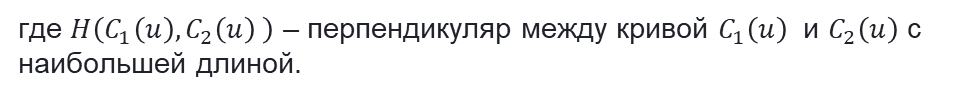 где 𝐻(𝐶₁(𝑢), 𝐶₂(𝑢) ) – перпендикуляр между кривой 𝐶₁(𝑢) и 𝐶₂(𝑢) с
наибольшей длиной.